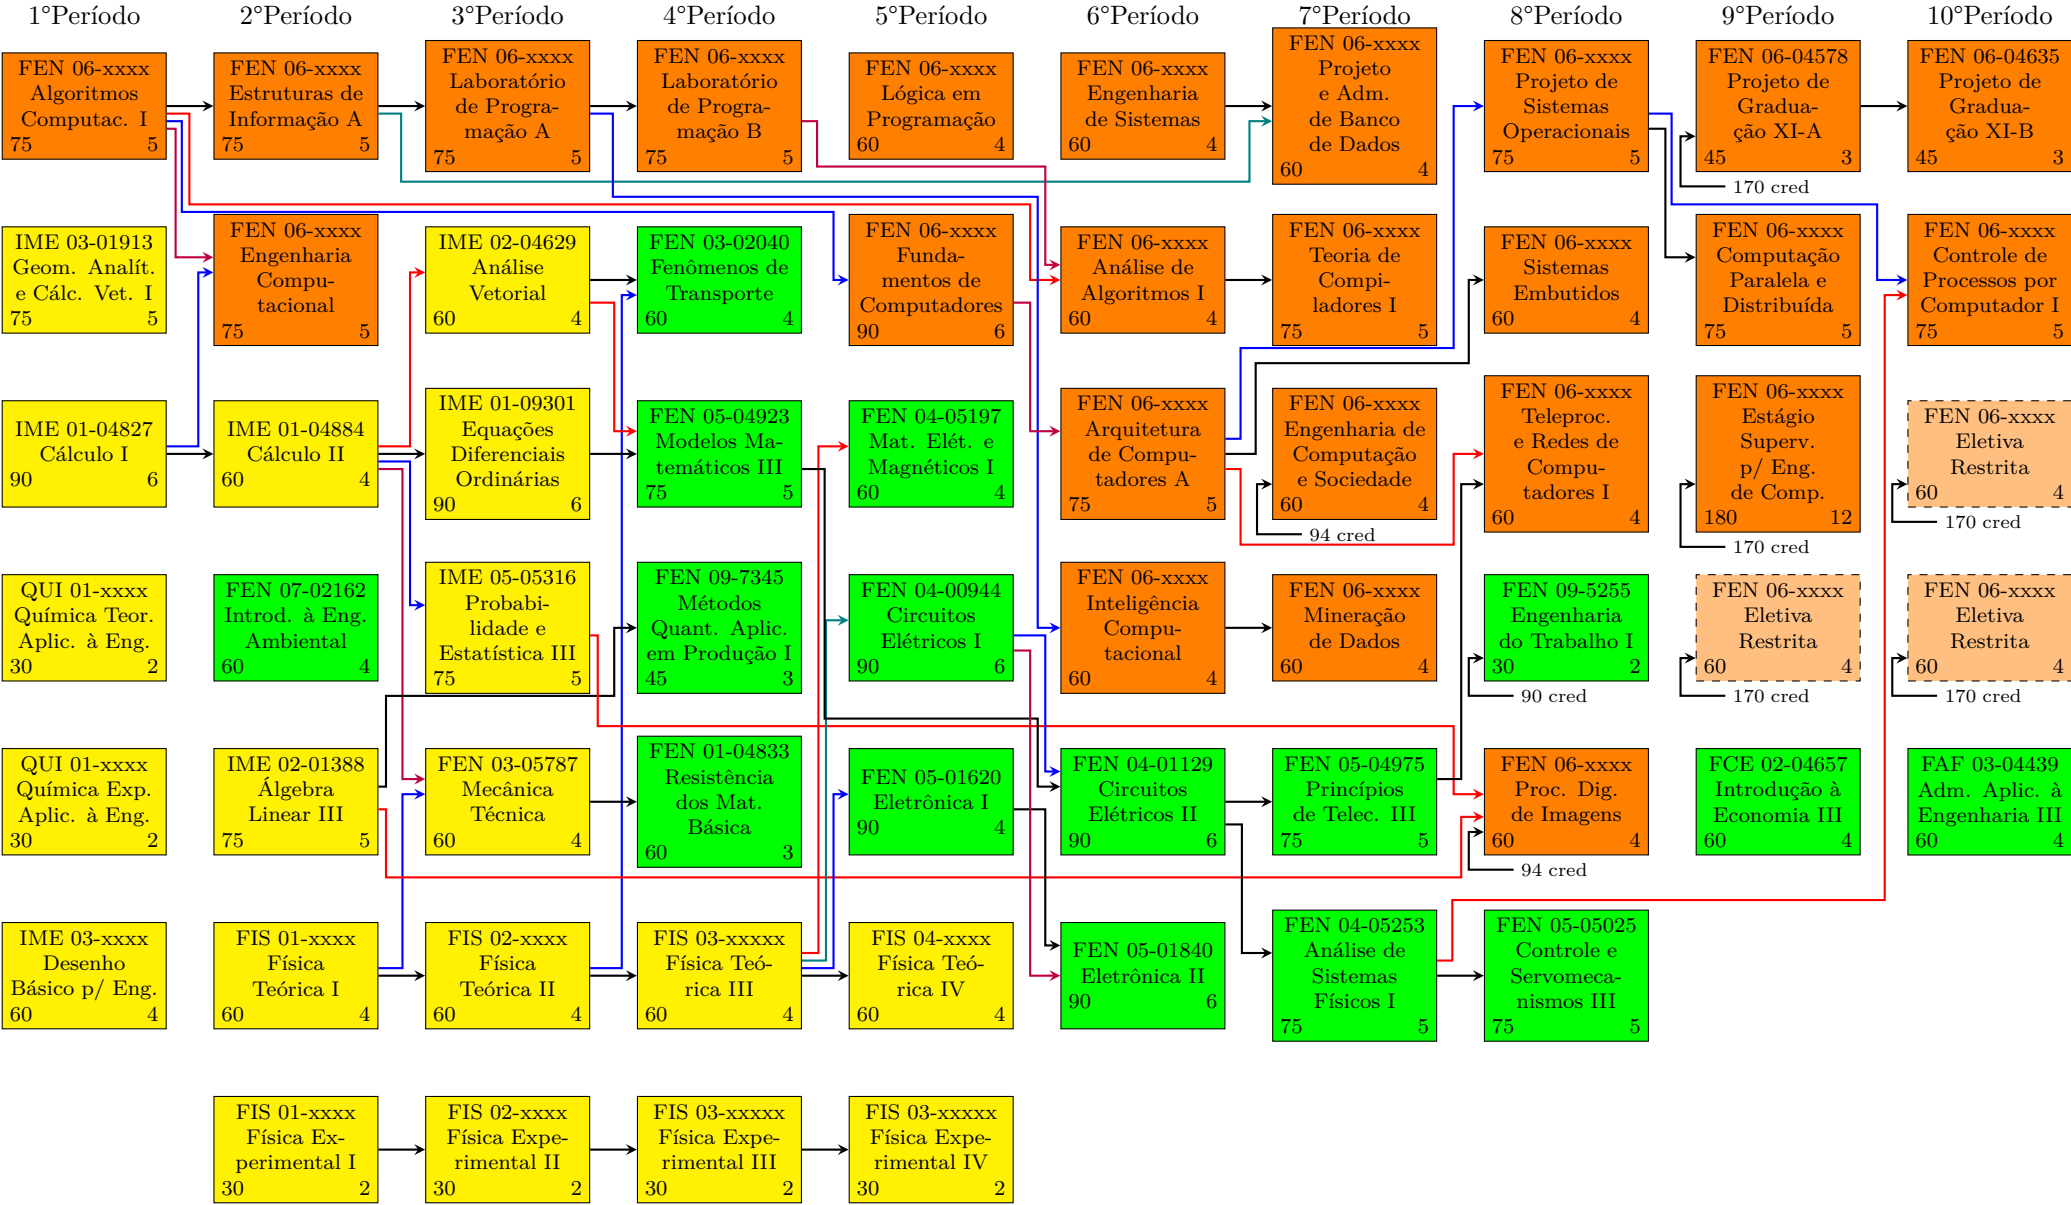 1°Período
2°Período
3°Período
4°Período
5°Período
6°Período
7°Período
8°Período
9°Período
10°Período
FEN 06-xxxx
Algoritmos
Computac. I
75 5
FEN 06-xxxx
Estruturas de
Informação A
75 5
FEN 06-xxxx
Laboratório
de Progra-
mação A
75 5
FEN 06-xxxx
Laboratório
de Progra-
mação B
75 5
FEN 06-xxxx
Lógica em
Programação
60 4
FEN 06-xxxx
Engenharia
de Sistemas
60 4
FEN 06-xxxx
Projeto
e Adm.
de Banco
de Dados
60 4
FEN 06-xxxx
Projeto de
Sistemas
Operacionais
75 5
FEN 06-04578
Projeto de
Gradua-
ção XI-A
45 3
170 cred
FEN 06-04635
Projeto de
Gradua-
ção XI-B
45 3
IME 03-01913
Geom. Analít.
e Cálc. Vet. I
75 5
FEN 06-xxxx
Engenharia
Compu-
tacional
75 5
IME 02-04629
Análise
Vetorial
60 4
FEN 03-02040
Fenômenos de
Transporte
60 4
FEN 06-xxxx
Funda-
mentos de
Computadores
90 6
FEN 06-xxxx
Análise de
Algoritmos I
60 4
FEN 06-xxxx
Teoria de
Compi-
ladores I
75 5
FEN 06-xxxx
Sistemas
Embutidos
60 4
FEN 06-xxxx
Computação
Paralela e
Distribuída
75 5
FEN 06-xxxx
Controle de
Processos por
Computador I
75 5
IME 01-04827
Cálculo I
90 6
IME 01-04884
Cálculo II
60 4
IME 01-09301
Equações
Diferenciais
Ordinárias
90 6
FEN 05-04923
Modelos Ma-
temáticos III
75 5
FEN 04-05197
Mat. Elét. e
Magnéticos I
60 4
FEN 06-xxxx
Arquitetura
de Compu-
tadores A
75 5
FEN 06-xxxx
Engenharia de
Computação
e Sociedade
60 4
94 cred
FEN 06-xxxx
Teleproc.
e Redes de
Compu-
tadores I
60 4
FEN 06-xxxx
Estágio
Superv.
p/ Eng.
de Comp.
180 12
170 cred
FEN 06-xxxx
Eletiva
Restrita
60 4
170 cred
QUI 01-xxxx
Química Teor.
Aplic. à Eng.
30 2
FEN 07-02162
Introd. à Eng.
Ambiental
60 4
IME 05-05316
Probabi-
lidade e
Estatística III
75 5
FEN 09-7345
Métodos
Quant. Aplic.
em Produção I
45 3
FEN 04-00944
Circuitos
Elétricos I
90 6
FEN 06-xxxx
Inteligência
Compu-
tacional
60 4
FEN 06-xxxx
Mineração
de Dados
60 4
FEN 09-5255
Engenharia
do Trabalho I
30 2
90 cred
FEN 06-xxxx
Eletiva
Restrita
60 4
170 cred
FEN 06-xxxx
Eletiva
Restrita
60 4
170 cred
QUI 01-xxxx
Química Exp.
Aplic. à Eng.
30 2
IME 02-01388
Álgebra
Linear III
75 5
FEN 03-05787
Mecânica
Técnica
60 4
FEN 01-04833
Resistência
dos Mat.
Básica
60 3
FEN 05-01620
Eletrônica I
90 4
FEN 04-01129
Circuitos
Elétricos II
90 6
FEN 05-04975
Princípios
de Telec. III
75 5
FEN 06-xxxx
Proc. Dig.
de Imagens
60 4
94 cred
FCE 02-04657
Introdução à
Economia III
60 4
FAF 03-04439
Adm. Aplic. à
Engenharia III
60 4
IME 03-xxxx
Desenho
Básico p/ Eng.
60 4
FIS 01-xxxx
Física
Teórica I
60 4
FIS 02-xxxx
Física
Teórica II
60 4
FIS 03-xxxxx
Física Teó-
rica III
60 4
FIS 04-xxxx
Física Teó-
rica IV
60 4
FEN 05-01840
Eletrônica II
90 6
FEN 04-05253
Análise de
Sistemas
Físicos I
75 5
FEN 05-05025
Controle e
Servomeca-
nismos III
75 5
FIS 01-xxxx
Física Ex-
perimental I
30 2
FIS 02-xxxx
Física Expe-
rimental II
30 2
FIS 03-xxxxx
Física Expe-
rimental III
30 2
FIS 03-xxxxx
Física Expe-
rimental IV
30 2